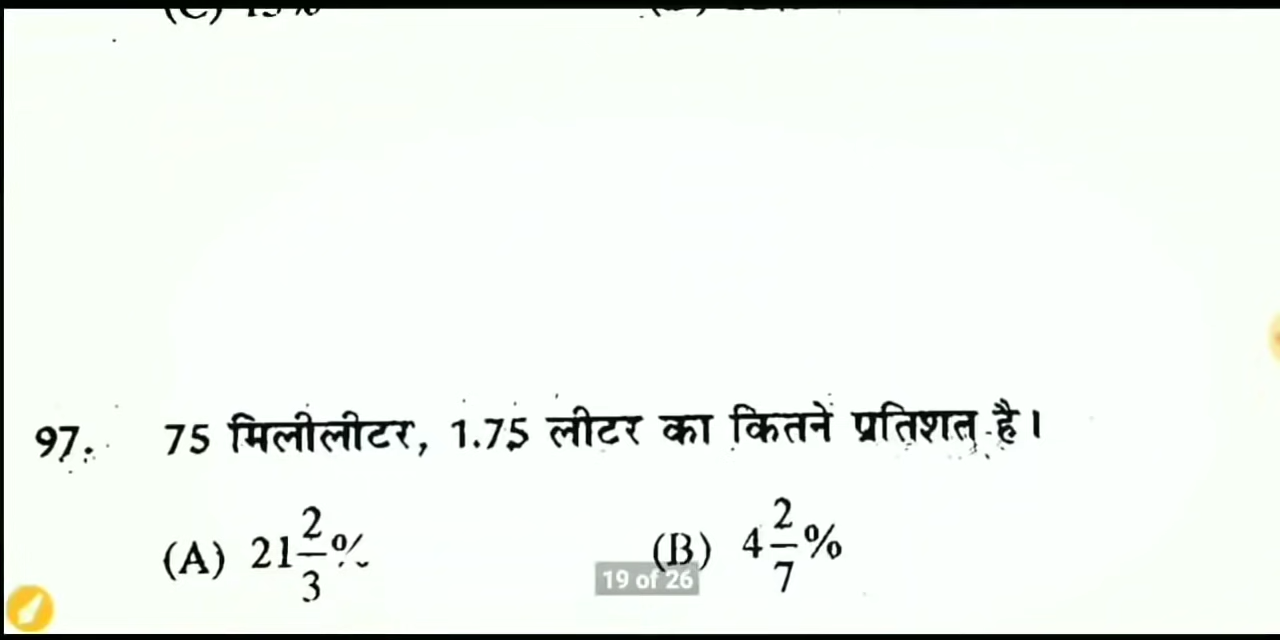 97. 75 मिलीलीटर, 1.75 लीटर का कितने प्रतिशत है।
(A) 21 2/3 % (B) 4 2/7 %
19 of 26